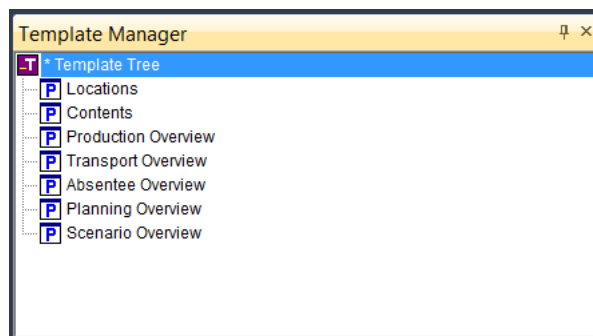 Template Manager
T * Template Tree
P Locations
P Contents
P Production Overview
P Transport Overview
P Absentee Overview
P Planning Overview
P Scenario Overview